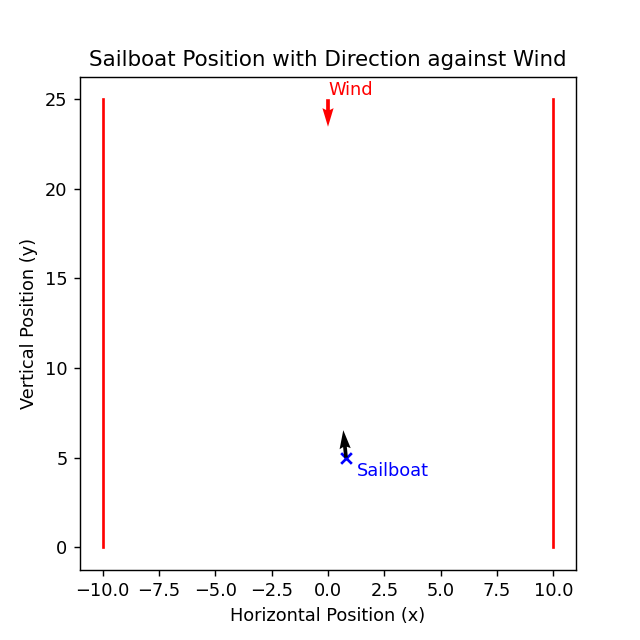 Sailboat Position with Direction against Wind
Wind
25
20
15
10
5
0
Sailboat
−10.0 −7.5 −5.0 −2.5 0.0 2.5 5.0 7.5 10.0
Horizontal Position (x)
Vertical Position (y)